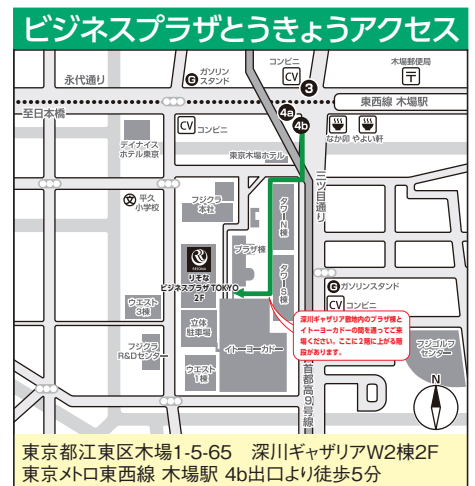 ビジネスプラザとうきょうアクセス
永代通り
G
ガソリン
スタンド
コンビニ
CV
3
木場郵便局
〒
至日本橋
東西線 木場駅
4a
4b
CV
コンビニ
デイナイス
ホテル東京
東京木場ホテル
なか卯
やよい軒
三ツ目通り
文
平久
小学校
フジクラ
本社
タワーN棟
プラザ棟
R
RESONA
りそな
ビジネスプラザTOKYO
2F
タワーS棟
G
ガソリンスタンド
CV
コンビニ
ウエスト
3棟
立体
駐車場
深川ギャザリア敷地内のプラザ棟と
イトーヨーカドーの間を通ってご来
場ください。ここに2階に上がる階
段があります。
フジクラ
R&Dセンター
イトーヨーカドー
フジゴルフ
センター
ウエスト
1棟
首都高9号線
N
東京都江東区木場1-5-65 深川ギャザリアW2棟2F
東京メトロ東西線 木場駅 4b出口より徒歩5分